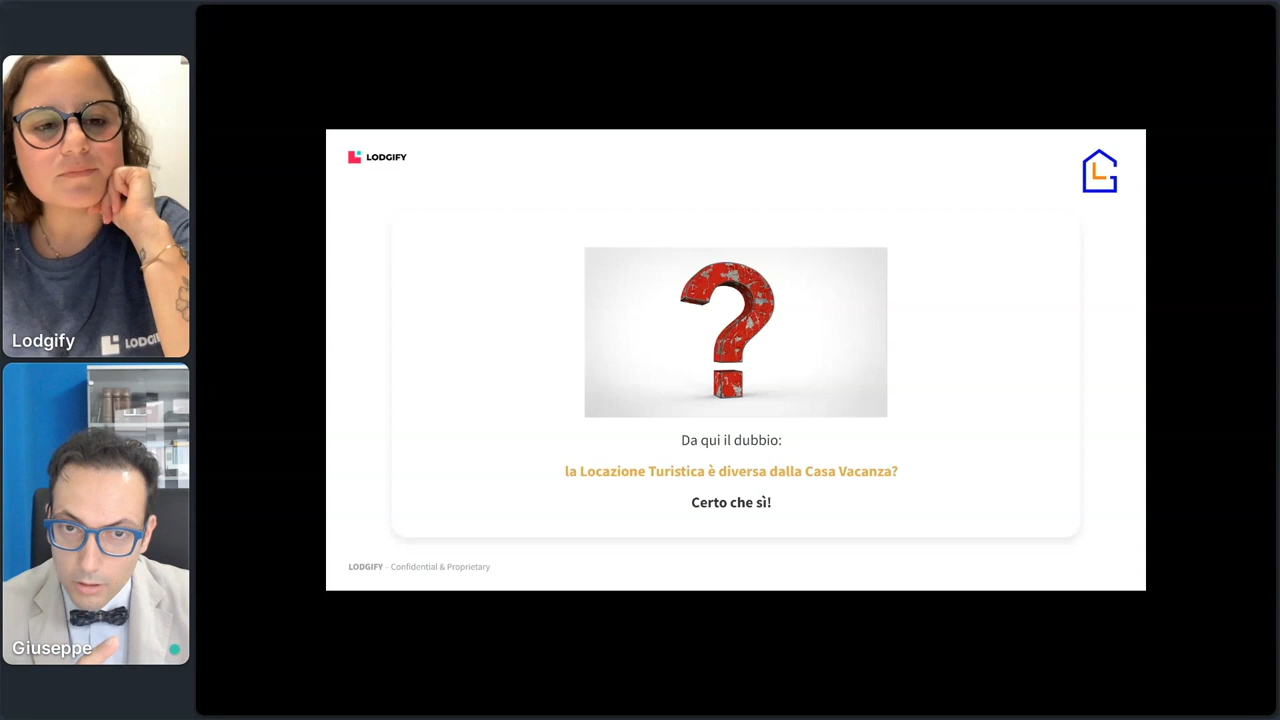 Lodgify
LODGIFY
Giuseppe
LODGIFY
Da qui il dubbio:
la Locazione Turistica è diversa dalla Casa Vacanza?
Certo che sì!
LODGIFY - Confidential & Proprietary